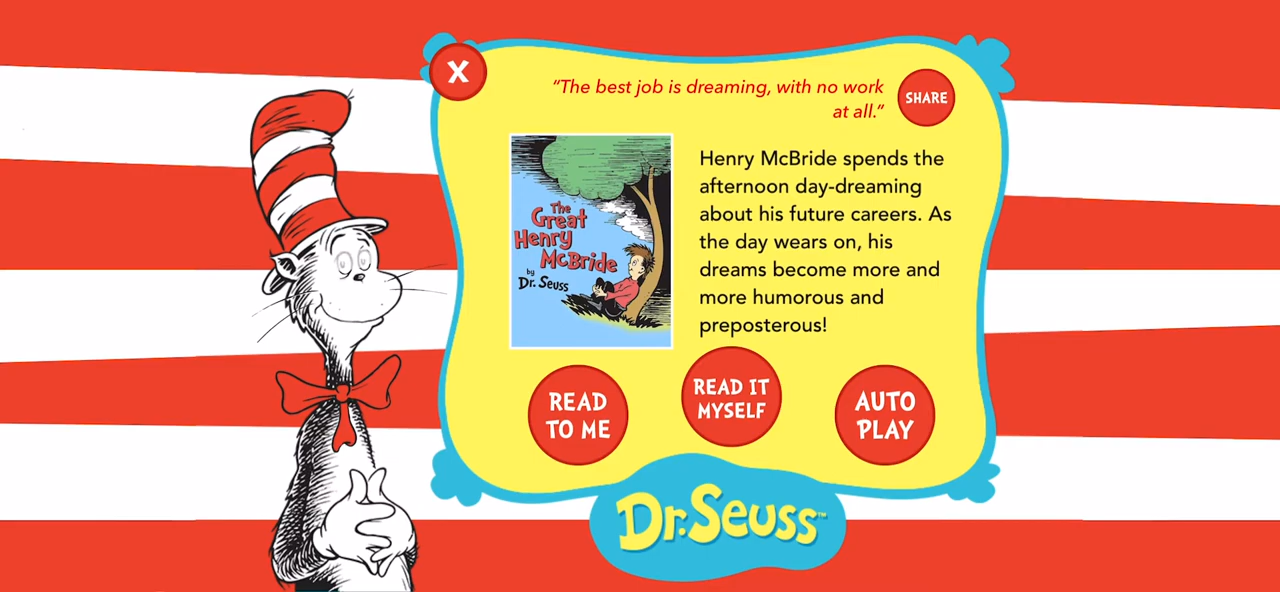 X
“The best job is dreaming, with no work
at all.”
SHARE
The
Great
Henry
McBride
by
Dr. Seuss
Henry McBride spends the
afternoon day-dreaming
about his future careers. As
the day wears on, his
dreams become more and
more humorous and
preposterous!
READ
TO ME
READ IT
MYSELF
AUTO
PLAY
Dr. Seuss™